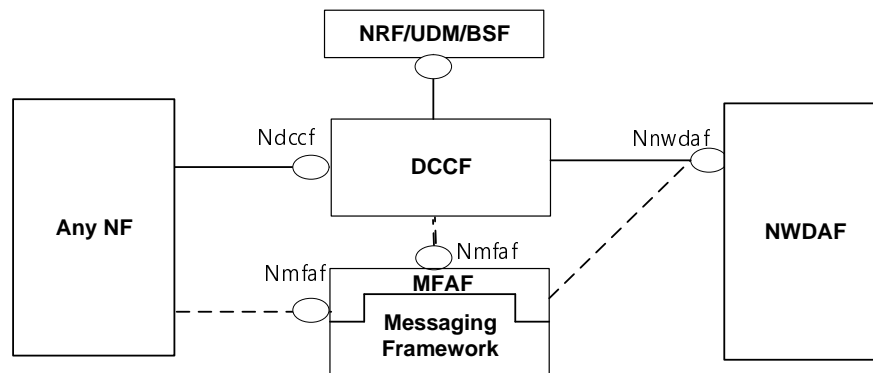 NRF/UDM/BSF
Ndccf
Nnwdaf
DCCF
Any NF
NWDAF
Nmfaf
Nmfaf
MFAF
Messaging
Framework